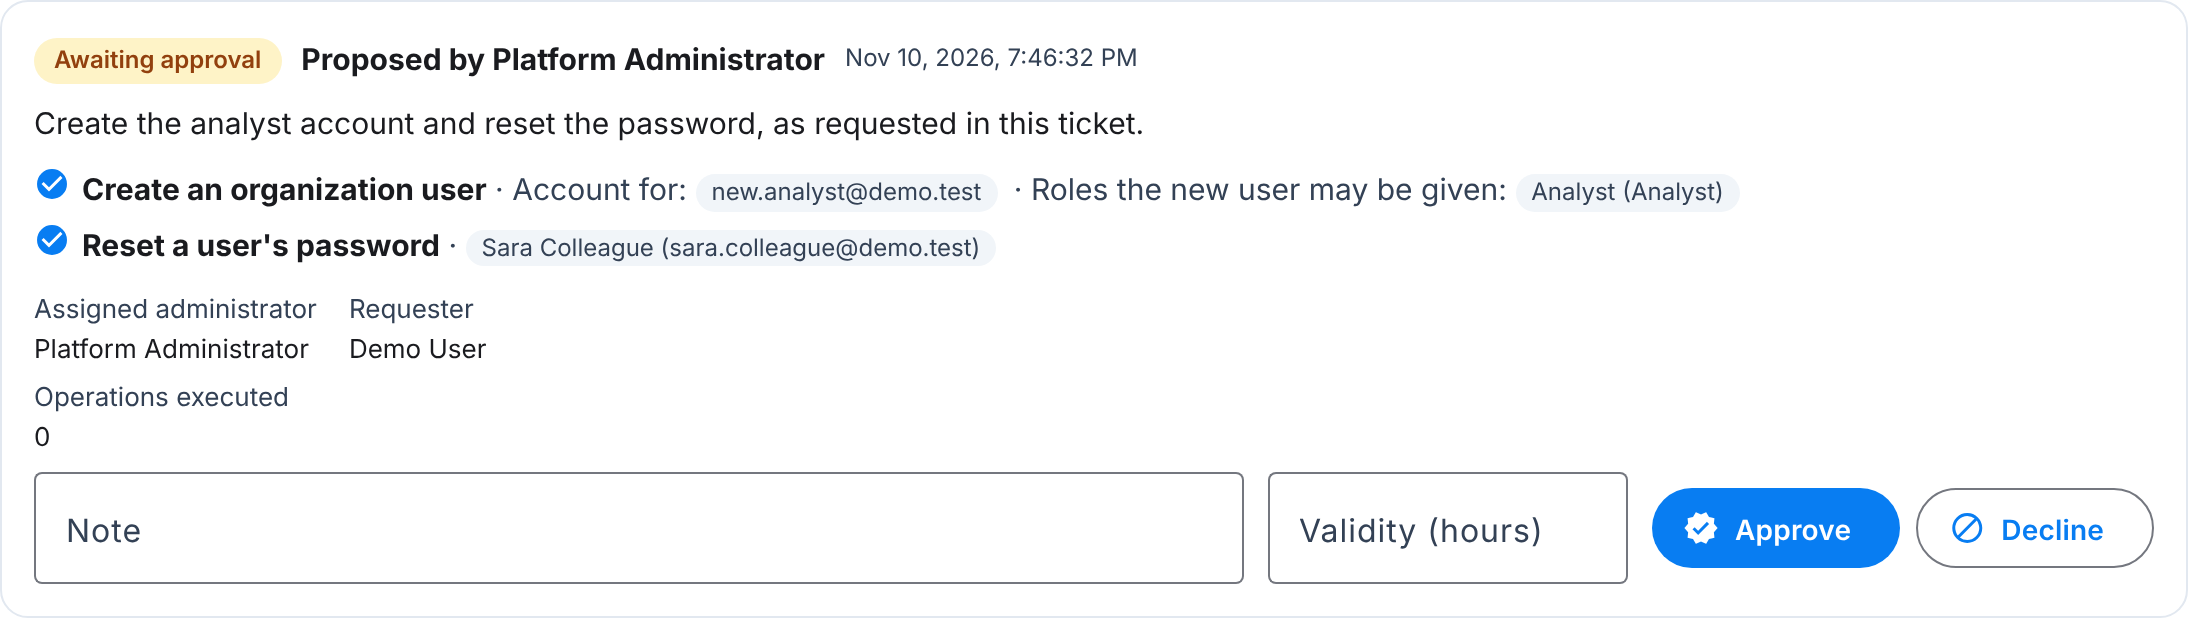 Awaiting approval Proposed by Platform Administrator Nov 10, 2026, 7:46:32 PM
Create the analyst account and reset the password, as requested in this ticket.
Create an organization user · Account for: new.analyst@demo.test · Roles the new user may be given: Analyst (Analyst)
Reset a user's password · Sara Colleague (sara.colleague@demo.test)
Assigned administrator Requester
Platform Administrator Demo User
Operations executed
0
Note Validity (hours) Approve Decline